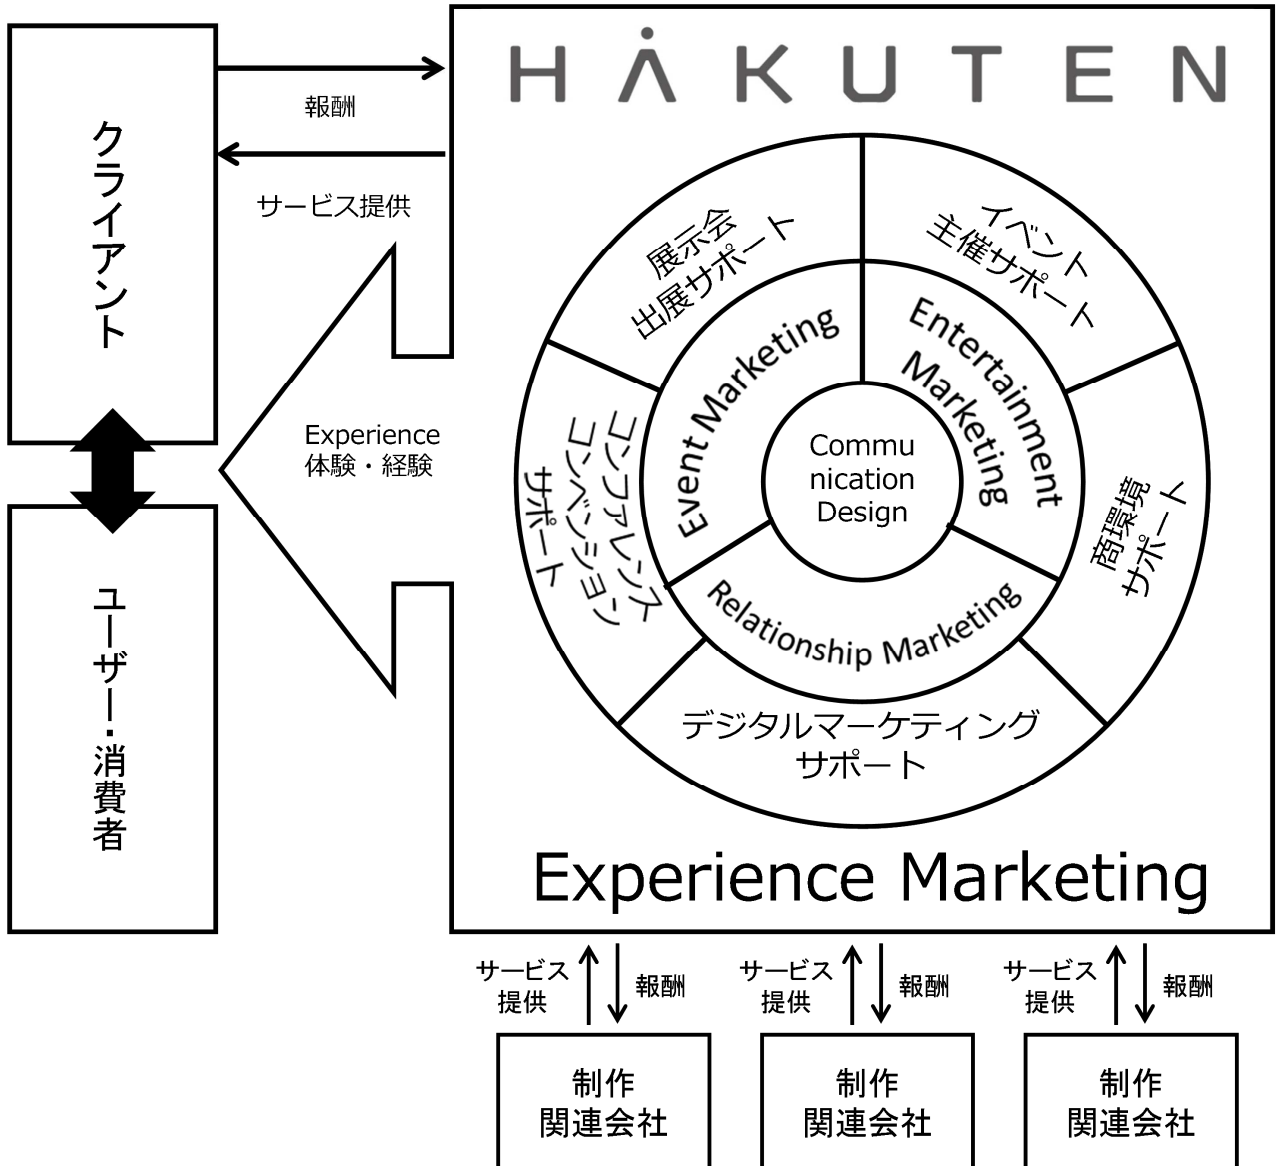 クライアント
報酬
サービス提供
Experience
体験・経験
ユーザー・消費者
HAKUTEN
展示会
出展サポート
イベント
主催サポート
Event Marketing
Entertainment
Marketing
Commu
nication
Design
コンファレンス
コンベンション
サポート
商環境
サポート
Relationship Marketing
デジタルマーケティング
サポート
Experience Marketing
サービス
提供
報酬
サービス
提供
報酬
サービス
提供
報酬
制作
関連会社
制作
関連会社
制作
関連会社